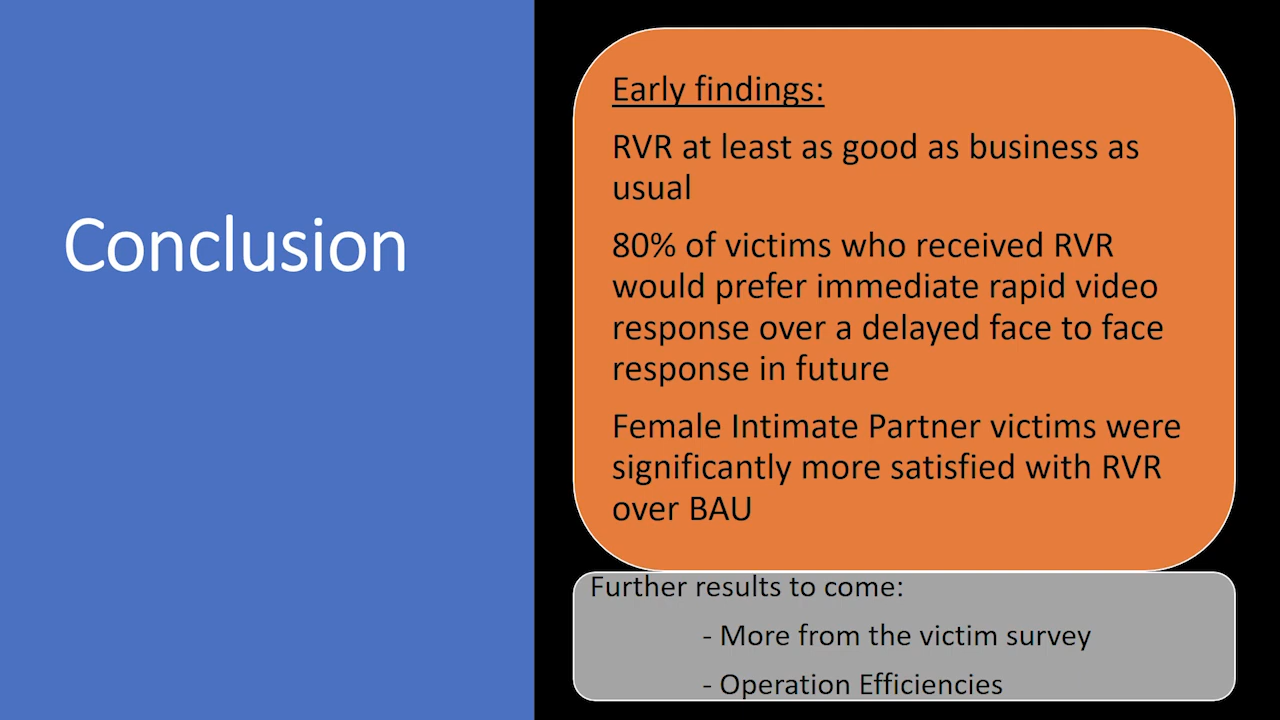 Conclusion
Early findings:
RVR at least as good as business as
usual
80% of victims who received RVR
would prefer immediate rapid video
response over a delayed face to face
response in future
Female Intimate Partner victims were
significantly more satisfied with RVR
over BAU
Further results to come:
- More from the victim survey
- Operation Efficiencies